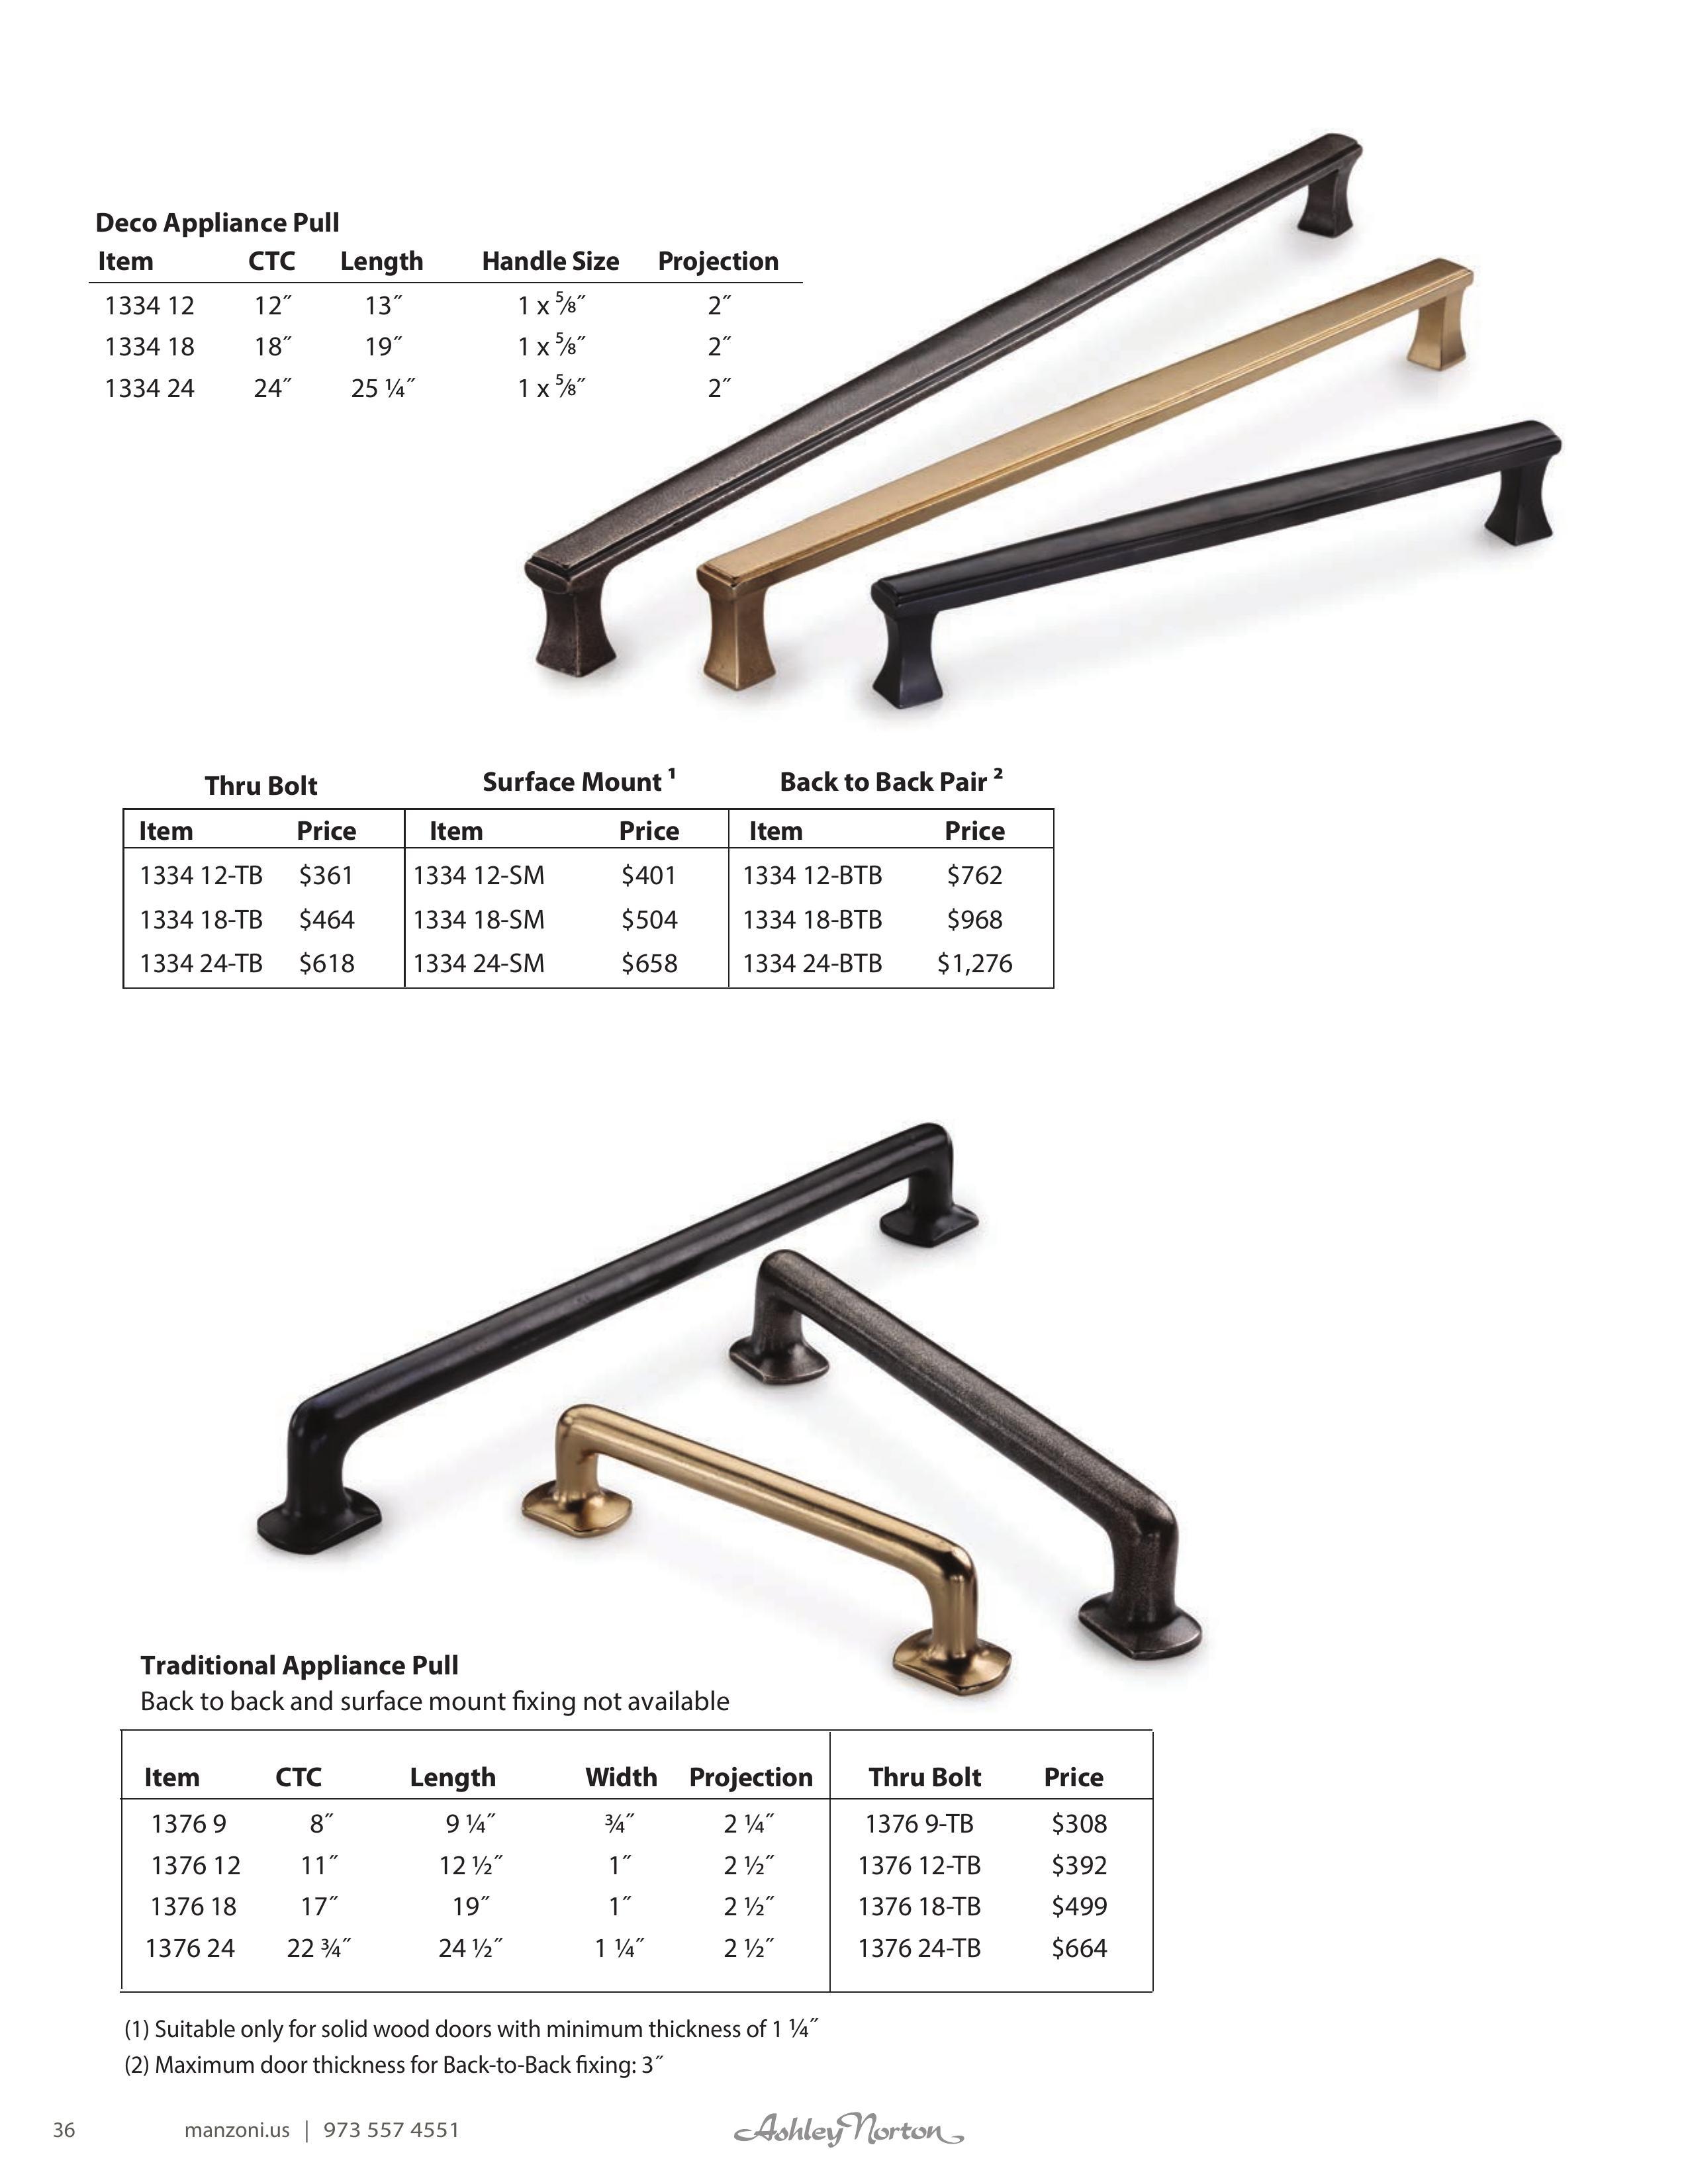 Deco Appliance Pull
Item CTC Length Handle Size Projection
1334 12 12˝ 13˝ 1 x ⅝˝ 2˝
1334 18 18˝ 19˝ 1 x ⅝˝ 2˝
1334 24 24˝ 25 ¼˝ 1 x ⅝˝ 2˝
Thru Bolt Surface Mount ¹ Back to Back Pair ²
Item Price Item Price Item Price
1334 12-TB $361 1334 12-SM $401 1334 12-BTB $762
1334 18-TB $464 1334 18-SM $504 1334 18-BTB $968
1334 24-TB $618 1334 24-SM $658 1334 24-BTB $1,276
Traditional Appliance Pull
Back to back and surface mount fixing not available
Item CTC Length Width Projection Thru Bolt Price
1376 9 8˝ 9 ¼˝ ¾˝ 2 ¼˝ 1376 9-TB $308
1376 12 11˝ 12 ½˝ 1˝ 2 ½˝ 1376 12-TB $392
1376 18 17˝ 19˝ 1˝ 2 ½˝ 1376 18-TB $499
1376 24 22 ¾˝ 24 ½˝ 1 ¼˝ 2 ½˝ 1376 24-TB $664
(1) Suitable only for solid wood doors with minimum thickness of 1 ¼˝
(2) Maximum door thickness for Back-to-Back fixing: 3˝
36 manzoni.us | 973 557 4551 Ashley Norton